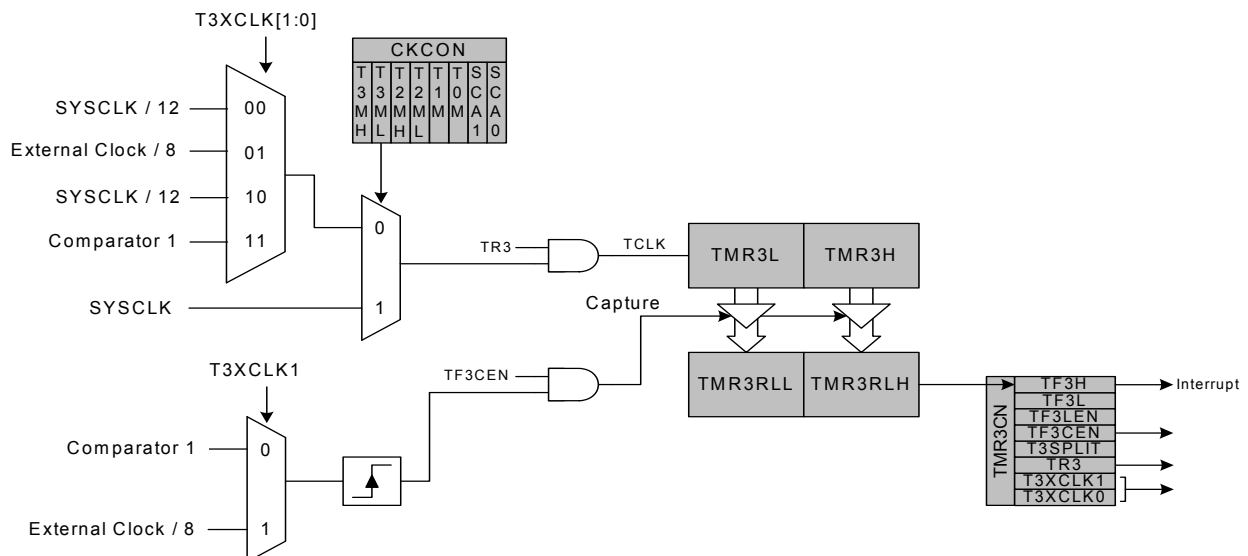 T3XCLK[1:0]
SYSCLK / 12
External Clock / 8
SYSCLK / 12
Comparator 1
SYSCLK
00
01
10
11
CKCON
T3MH T3ML T2MH T2ML T1M T0M SCA1 SCA0
0
1
TR3
TCLK
TMR3L TMR3H
Capture
TF3CEN
TMR3RLL TMR3RLH
T3XCLK1
Comparator 1
External Clock / 8
0
1
TMR3CN
TF3H
TF3L
TF3LEN
TF3CEN
T3SPLIT
TR3
T3XCLK1
T3XCLK0
Interrupt